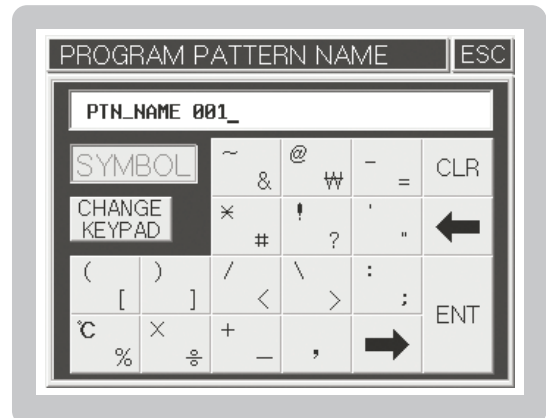 PROGRAM PATTERN NAME ESC
PTN_NAME 001_
SYMBOL ~ & @ ₩ - = CLR
CHANGE KEYPAD * # ! ? ' " ←
( [ ) ] / < \ > : ; ENT
℃ % × ÷ + _ , →